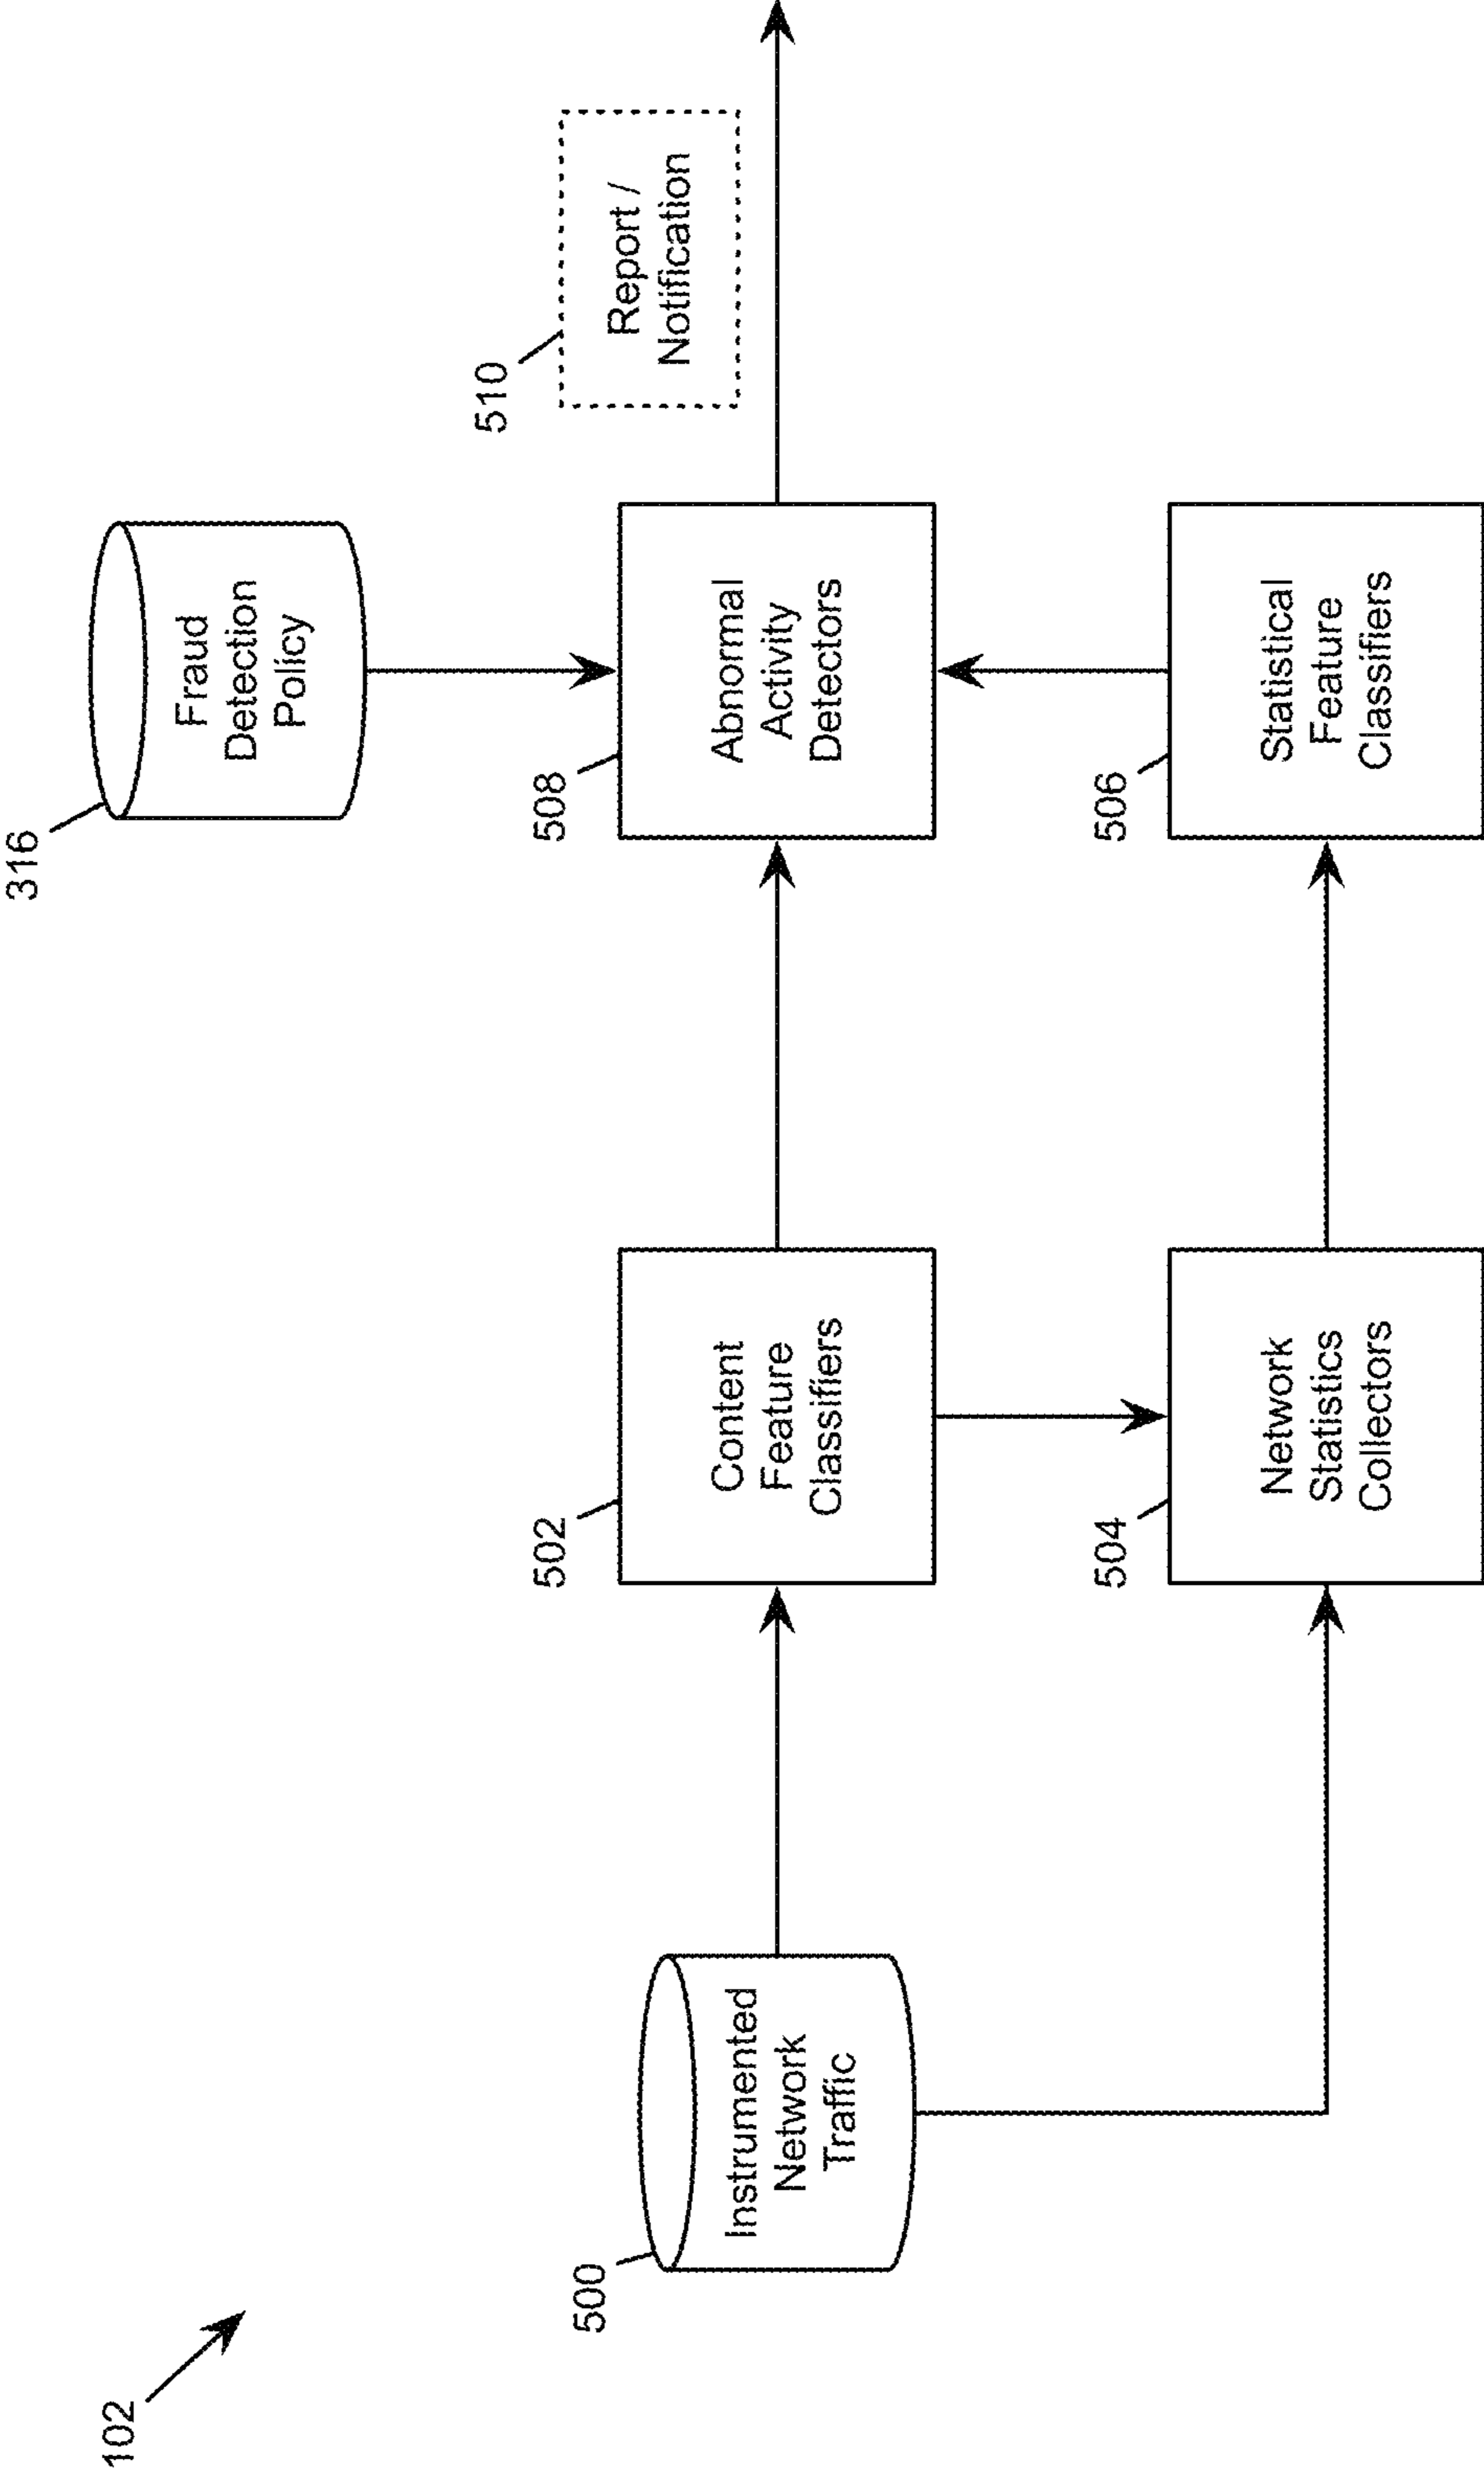 102
316
Fraud
Detection
Policy
500
Instrumented
Network
Traffic
502
Content
Feature
Classifiers
508
Abnormal
Activity
Detectors
510
Report /
Notification
504
Network
Statistics
Collectors
506
Statistical
Feature
Classifiers